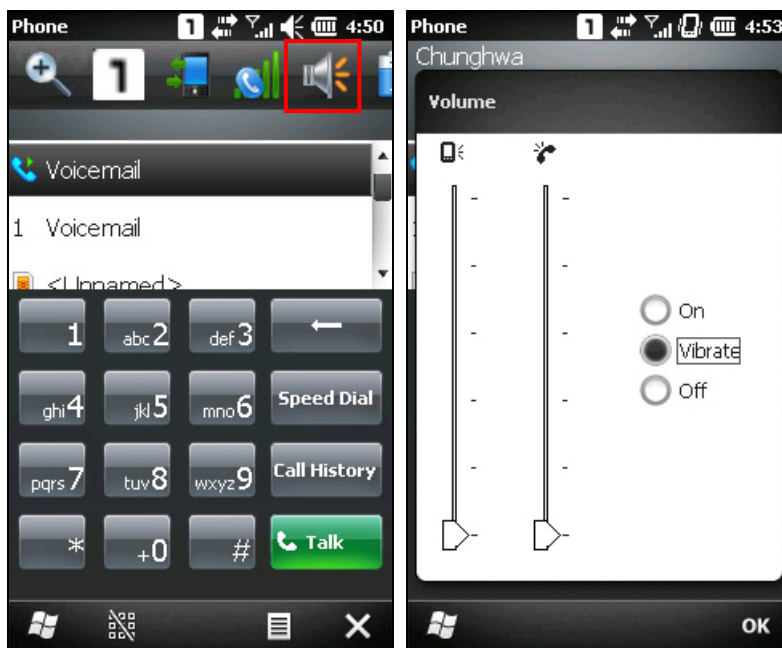 Phone 1 4:50
1
Voicemail
1 Voicemail
<Unnamed>
1 abc2 def3
ghi4 jkl5 mno6 Speed Dial
pqrs7 tuv8 wxyz9 Call History
* +0 # Talk
Phone 1 4:53
Chunghwa
Volume
On
Vibrate
Off
OK